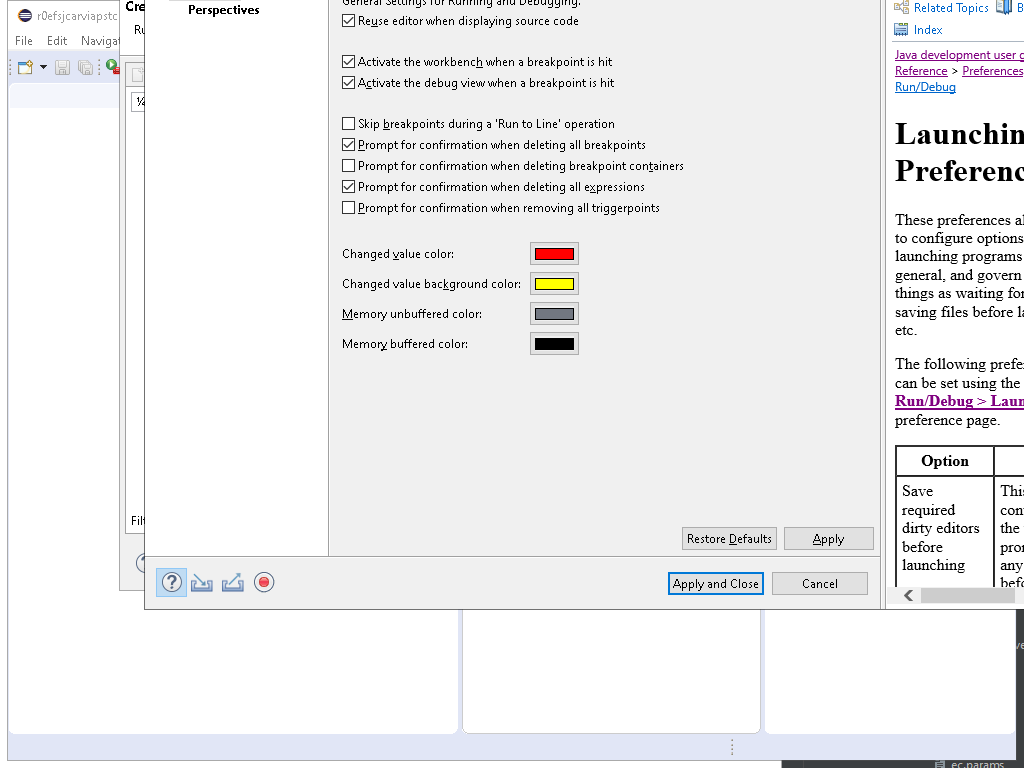 r0efsjcarviapstc
File Edit Naviga
Cre
Ru
Perspectives
General Settings for Running and Debugging.
Reuse editor when displaying source code
Activate the workbench when a breakpoint is hit
Activate the debug view when a breakpoint is hit
Skip breakpoints during a 'Run to Line' operation
Prompt for confirmation when deleting all breakpoints
Prompt for confirmation when deleting breakpoint containers
Prompt for confirmation when deleting all expressions
Prompt for confirmation when removing all triggerpoints
Changed value color:
Changed value background color:
Memory unbuffered color:
Memory buffered color:
Filt
Restore Defaults Apply
Apply and Close Cancel
Related Topics B
Index
Java development user g
Reference > Preferences
Run/Debug
Launchin
Preferenc
These preferences al
to configure options
launching programs
general, and govern
things as waiting for
saving files before la
etc.
The following prefer
can be set using the
Run/Debug > Laun
preference page.
Option
Save
required
dirty editors
before
launching
This
con
the
pro
any
befo
ec.params